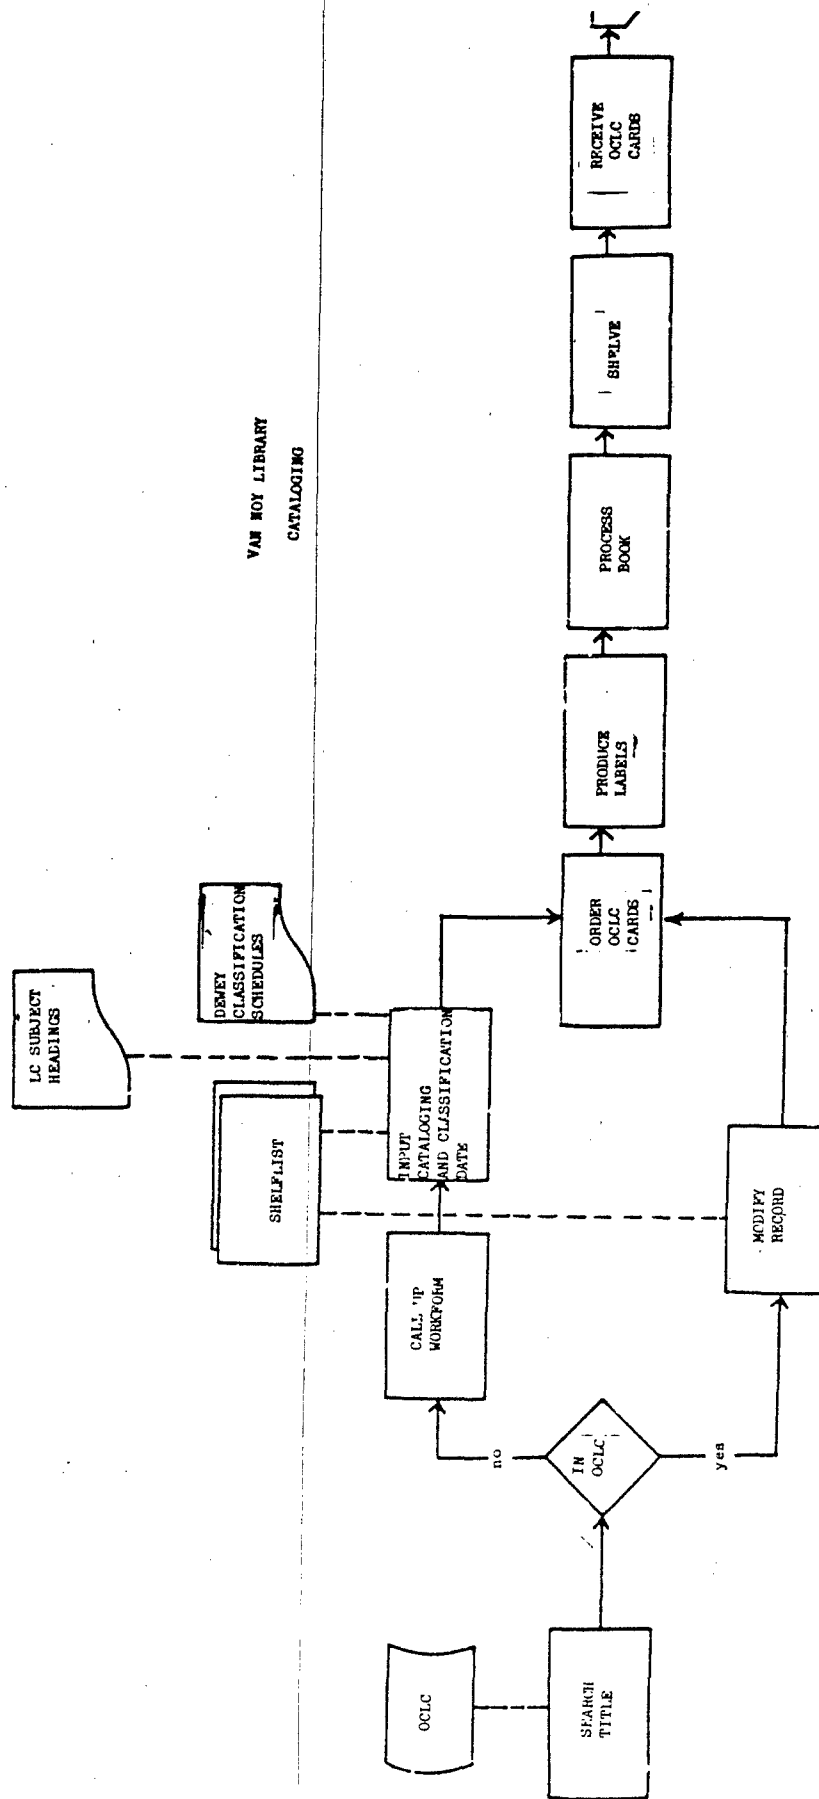 VAN NOY LIBRARY
CATALOGING
OCLC
SEARCH
TITLE
IN
OCLC
no
yes
CALL UP
WORKFORM
MODIFY
RECORD
SHELFLIST
LC SUBJECT
HEADINGS
DEWEY
CLASSIFICATION
SCHEDULES
INPUT
CATALOGING
AND CLASSIFICATION
DATE
ORDER
OCLC
CARDS
PRODUCE
LABELS
PROCESS
BOOK
SHELVE
RECEIVE
OCLC
CARDS